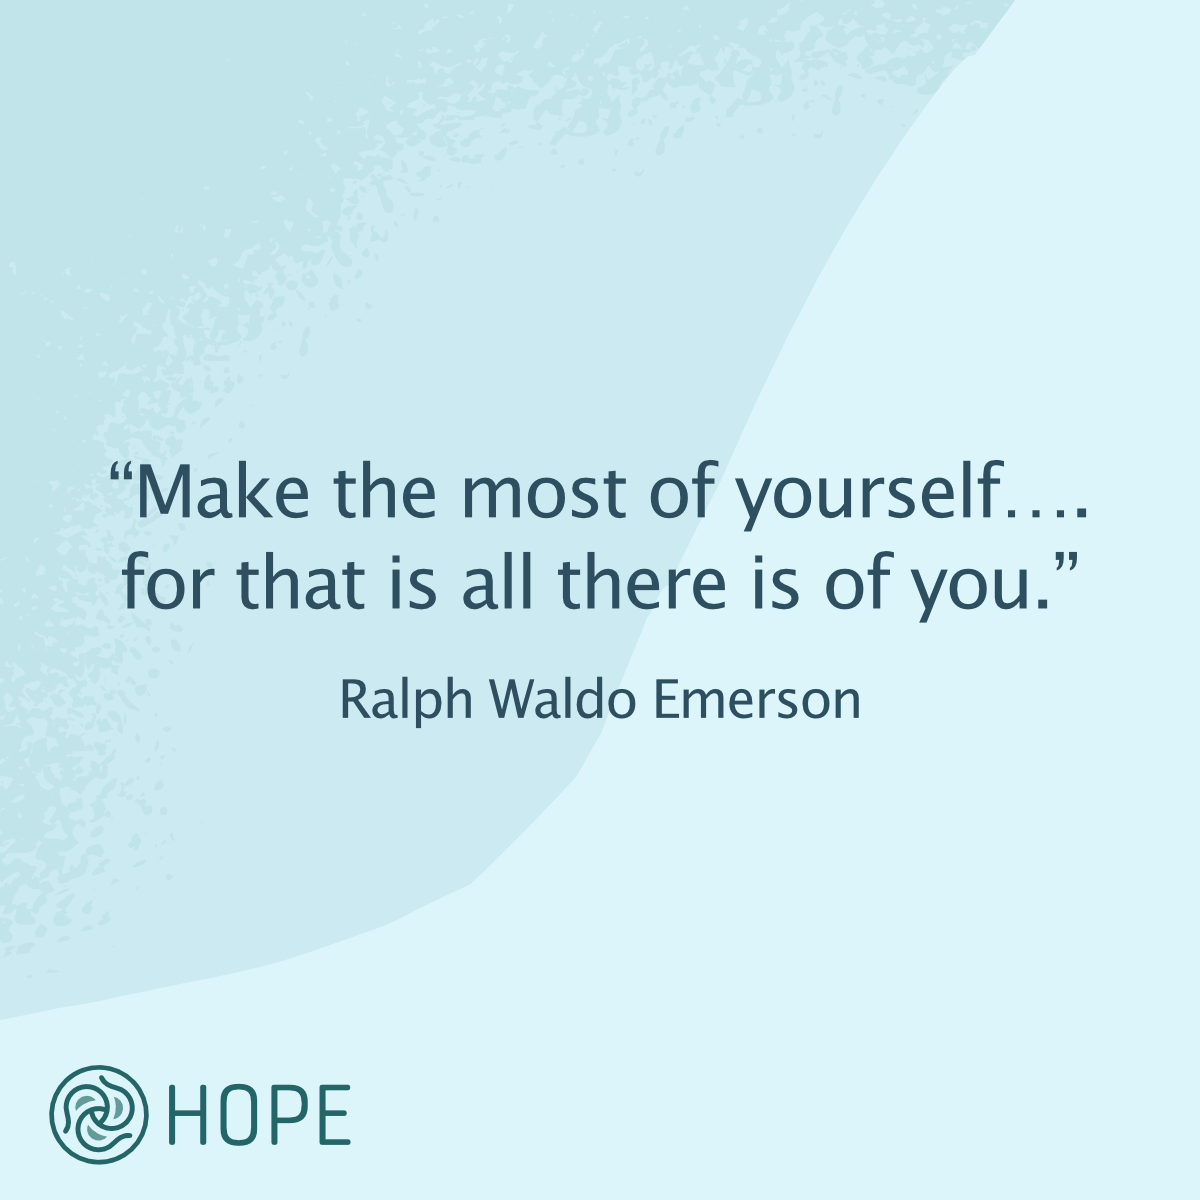 “Make the most of yourself….
for that is all there is of you.”
Ralph Waldo Emerson
HOPE